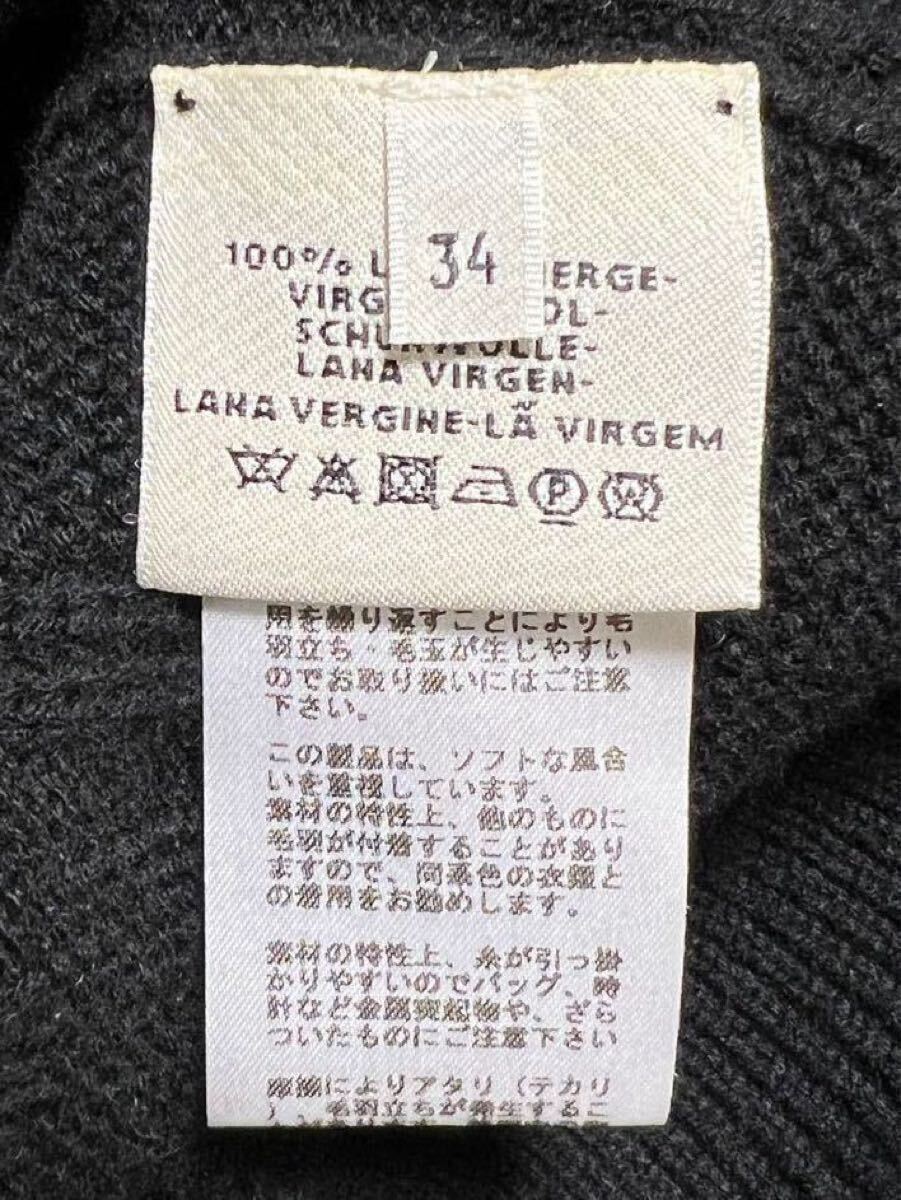 34
100% L ERGE-
VIRG OL-
SCHURWOLLE-
LANA VIRGEN-
LANA VERGINE-LÃ VIRGEM
P
W
用を繰り返すことにより毛
羽立ち・毛玉が生じやすい
のでお取り扱いにはご注意
下さい。
この製品は、ソフトな風合
いを重視しています。
素材の特性上、他のものに
毛羽が付着することがあり
ますので、同系色の衣類と
の着用をお勧めします。
素材の特性上、糸が引っ掛
かりやすいのでバッグ、時
計など金属突起物や、ざら
ついたものにご注意下さい
摩擦によりアタリ（テカリ
）、毛羽立ちが発生するこ